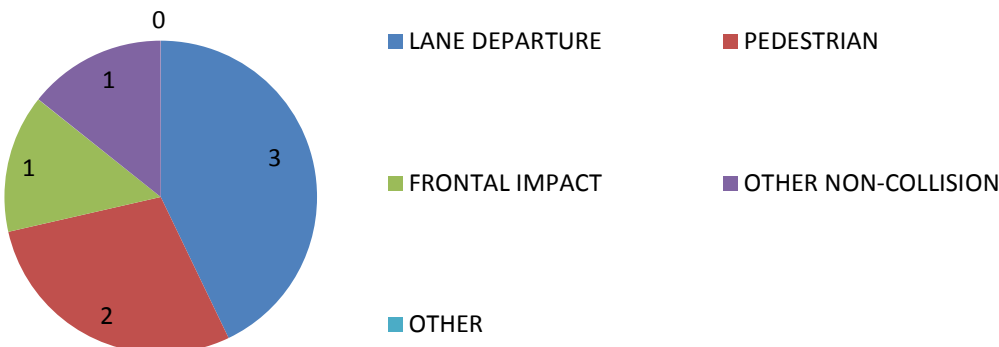 0
1
3
1
2
LANE DEPARTURE
PEDESTRIAN
FRONTAL IMPACT
OTHER NON-COLLISION
OTHER